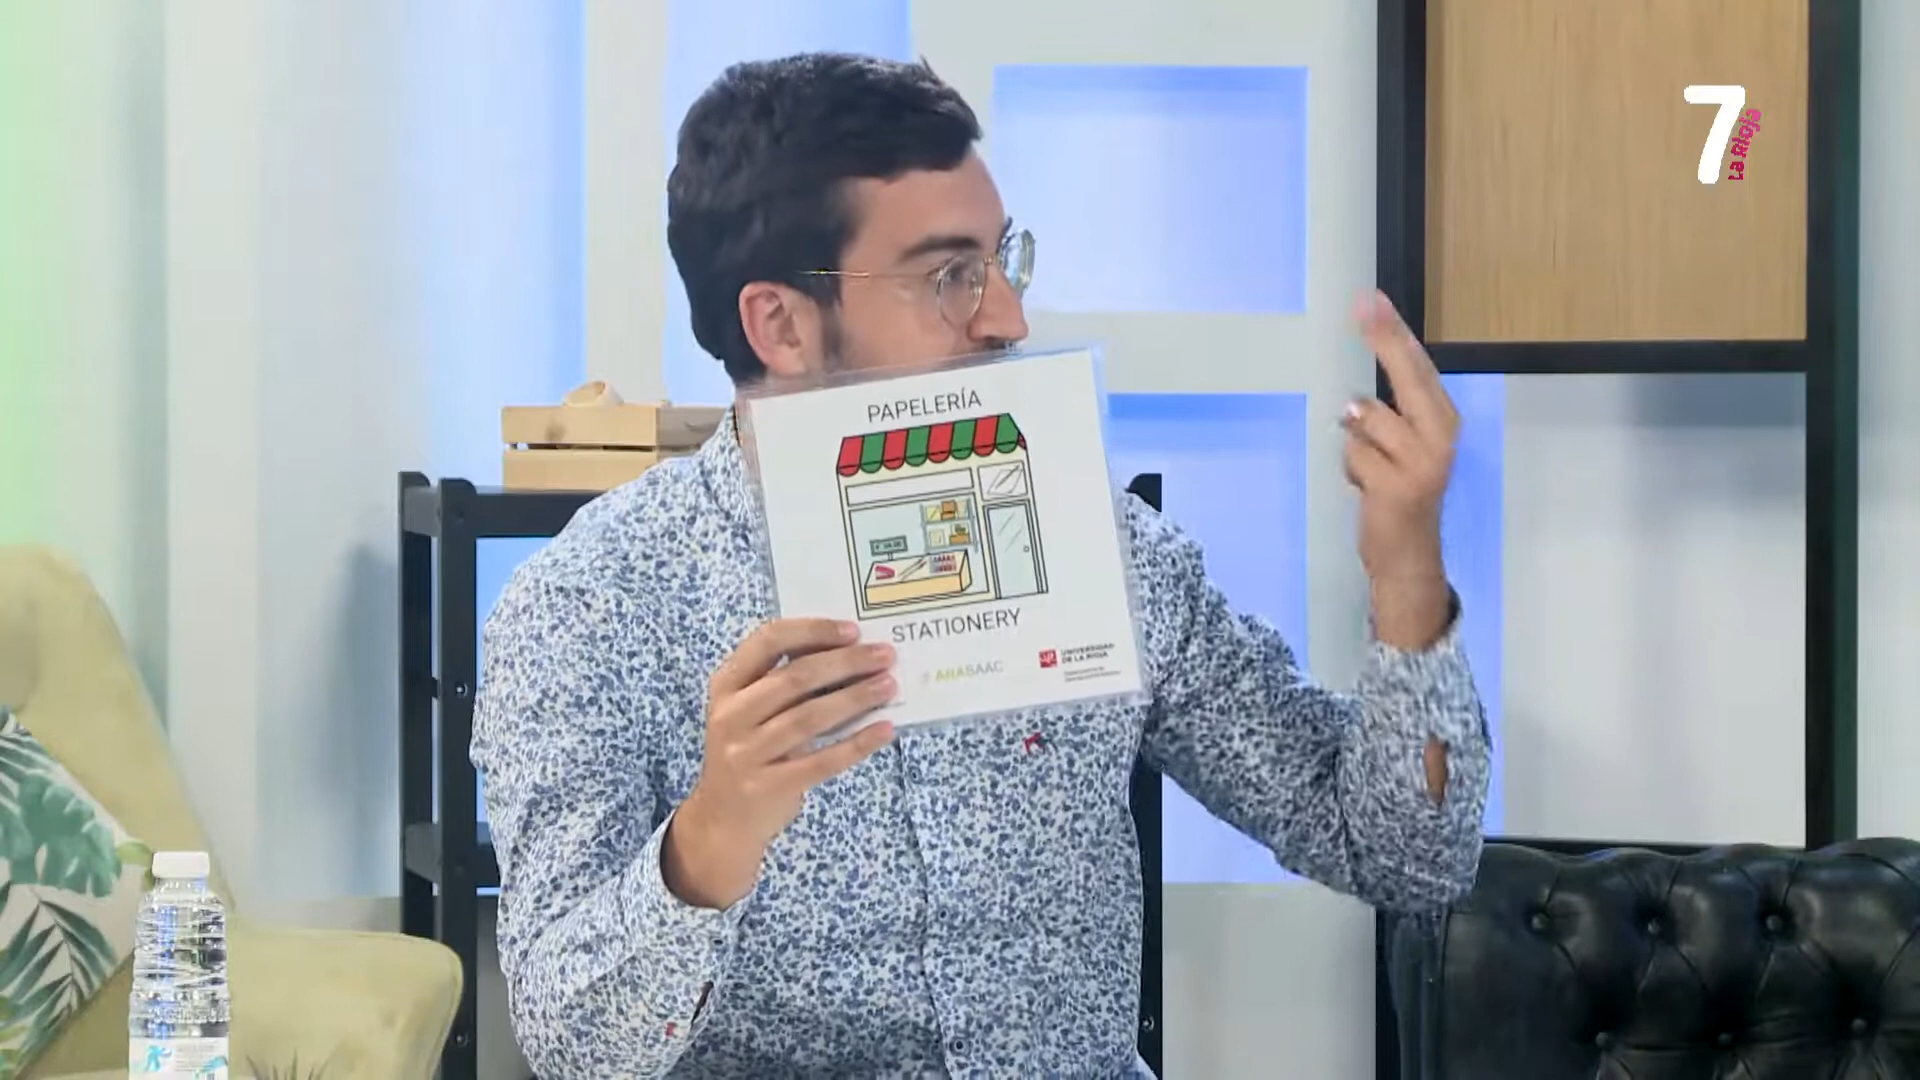 7
La Rioja
PAPELERÍA
STATIONERY
ARASAAC
UNIVERSIDAD
DE LA RIOJA